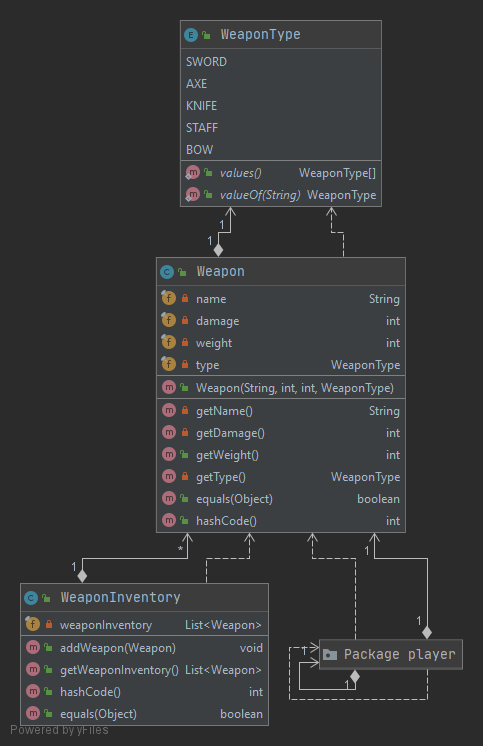 E WeaponType
SWORD
AXE
KNIFE
STAFF
BOW
m values() WeaponType[]
m valueOf(String) WeaponType
1
1
C Weapon
f name String
f damage int
f weight int
f type WeaponType
m Weapon(String, int, int, WeaponType)
m getName() String
m getDamage() int
m getWeight() int
m getType() WeaponType
m equals(Object) boolean
m hashCode() int
* 1
1 1
C WeaponInventory
f weaponInventory List<Weapon>
m addWeapon(Weapon) void
m getWeaponInventory() List<Weapon>
m hashCode() int
m equals(Object) boolean
1 Package player
1
Powered by yFiles